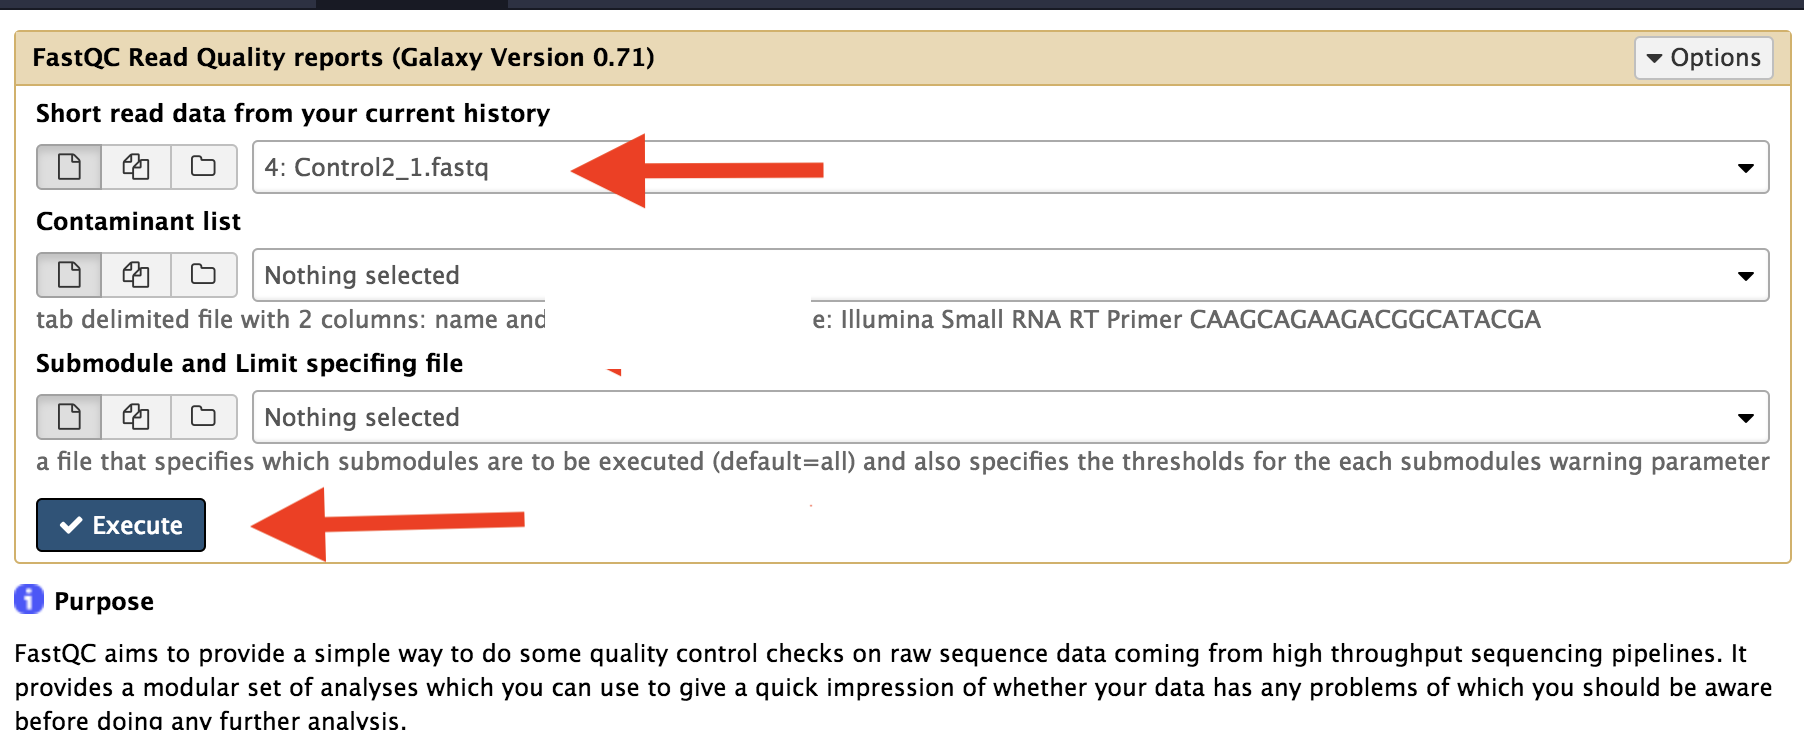 FastQC Read Quality reports (Galaxy Version 0.71)
Options
Short read data from your current history
4: Control2_1.fastq
Contaminant list
Nothing selected
tab delimited file with 2 columns: name and e: Illumina Small RNA RT Primer CAAGCAGAAGACGGCATACGA
Submodule and Limit specifing file
Nothing selected
a file that specifies which submodules are to be executed (default=all) and also specifies the thresholds for the each submodules warning parameter
Execute
Purpose
FastQC aims to provide a simple way to do some quality control checks on raw sequence data coming from high throughput sequencing pipelines. It
provides a modular set of analyses which you can use to give a quick impression of whether your data has any problems of which you should be aware
before doing any further analysis.